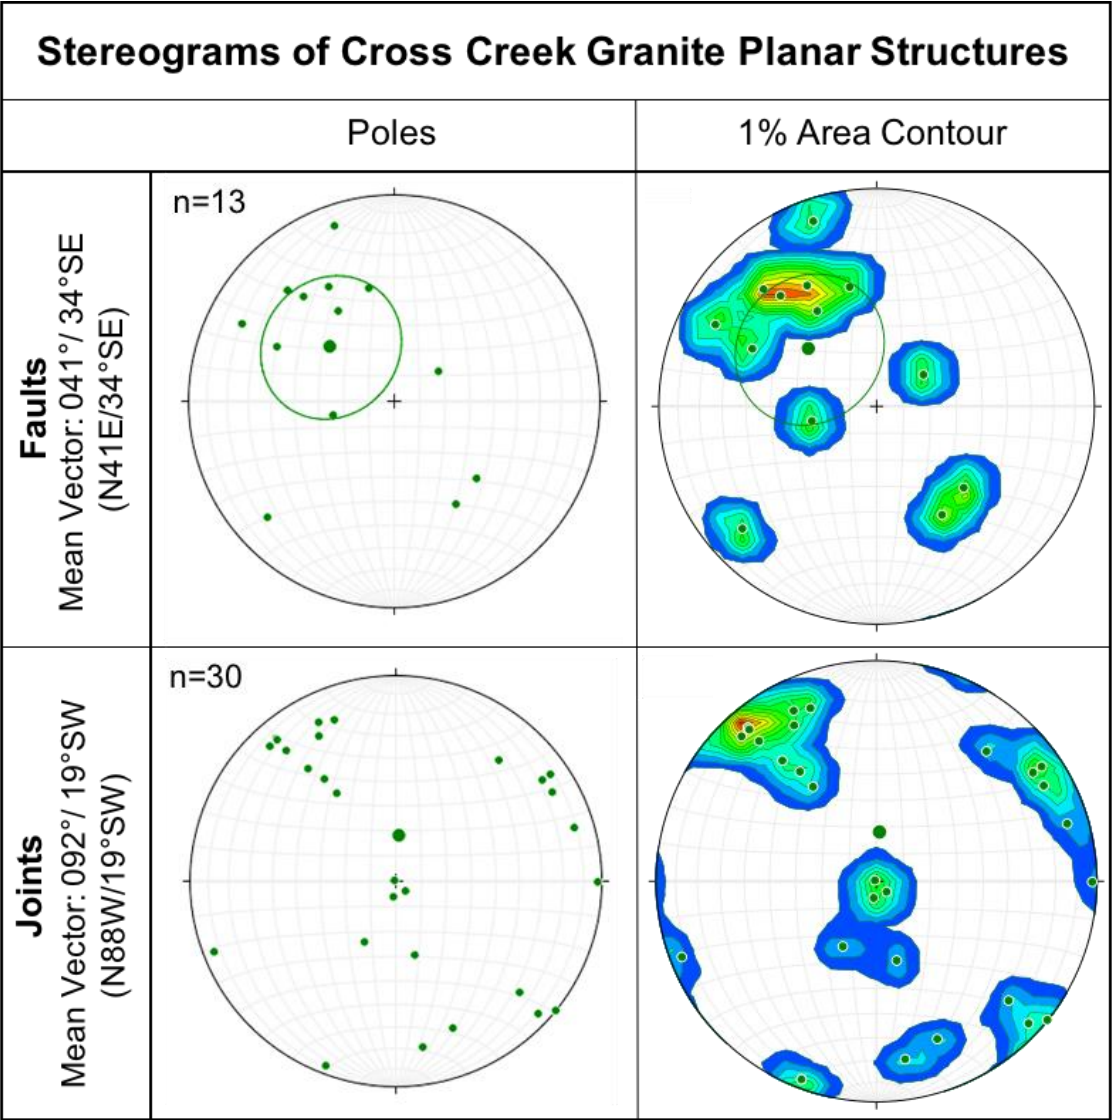 Stereograms of Cross Creek Granite Planar Structures
Poles
1% Area Contour
Faults
Mean Vector: 041°/ 34°SE
(N41E/34°SE)
n=13
Joints
Mean Vector: 092°/ 19°SW
(N88W/19°SW)
n=30